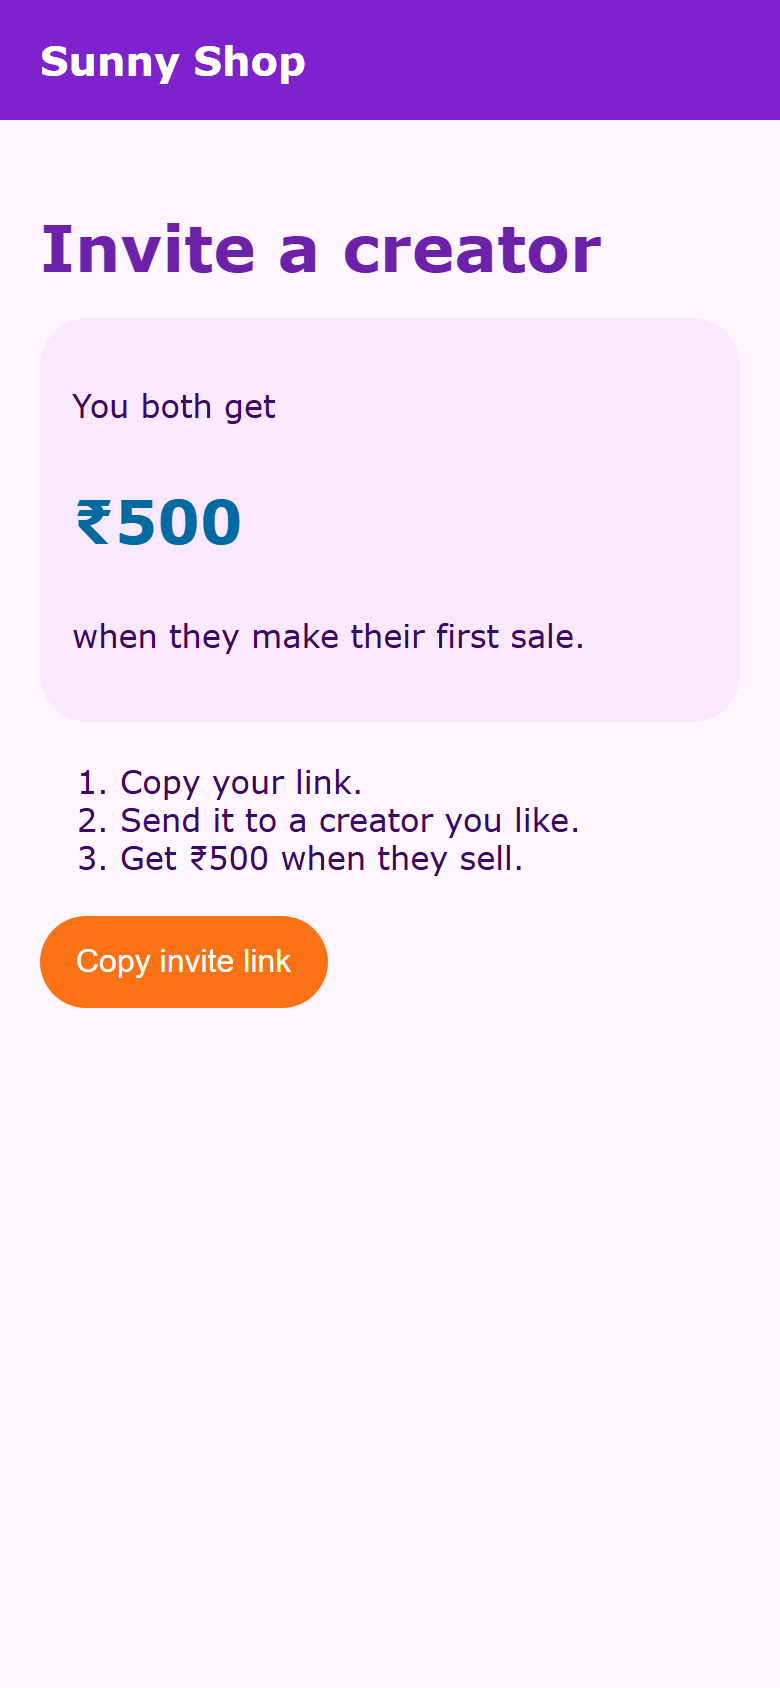 Sunny Shop
Invite a creator
You both get
₹500
when they make their first sale.
1. Copy your link.
2. Send it to a creator you like.
3. Get ₹500 when they sell.
Copy invite link